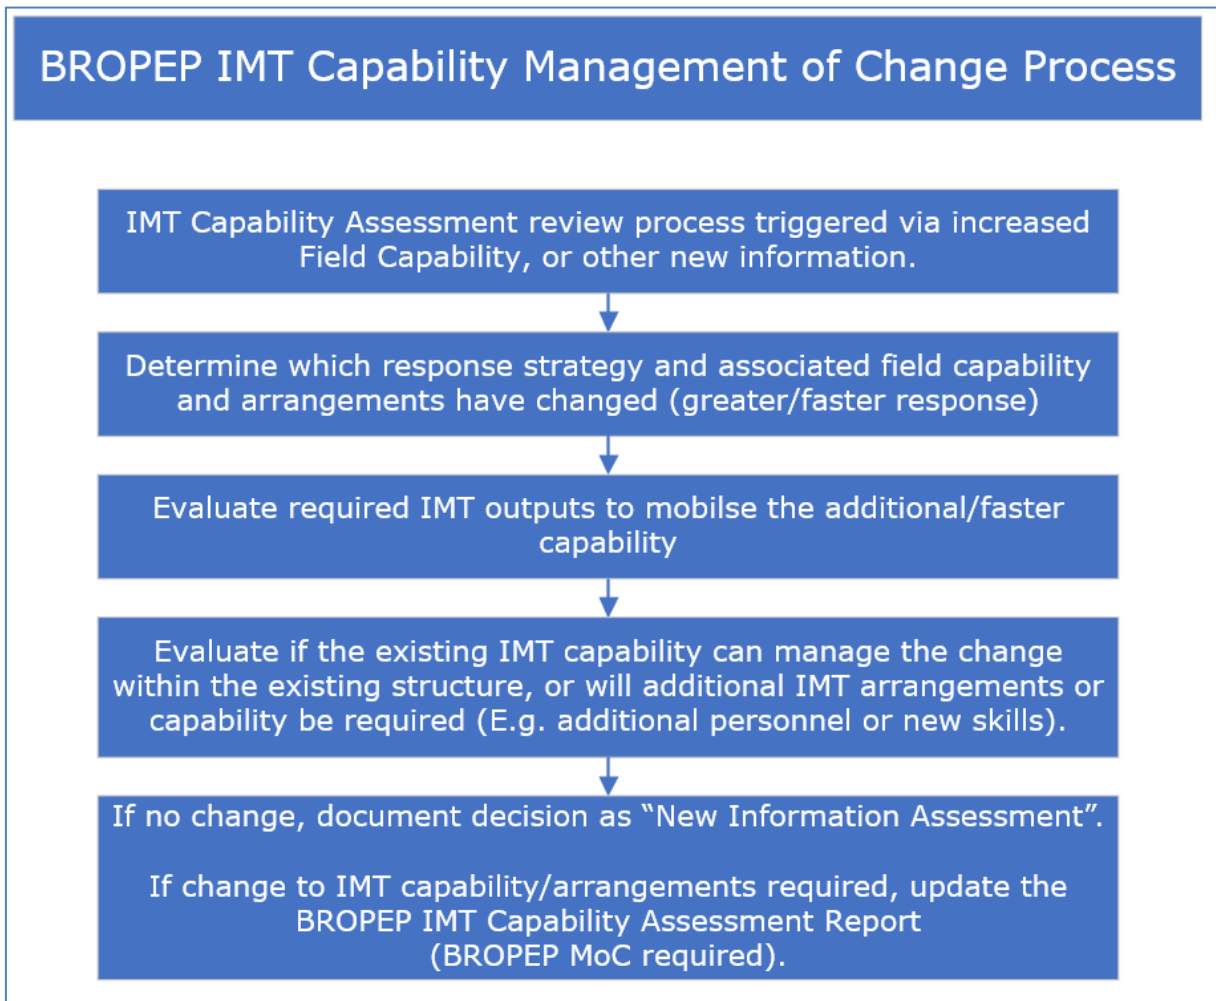 BROPEP IMT Capability Management of Change Process
IMT Capability Assessment review process triggered via increased
Field Capability, or other new information.
Determine which response strategy and associated field capability
and arrangements have changed (greater/faster response)
Evaluate required IMT outputs to mobilse the additional/faster
capability
Evaluate if the existing IMT capability can manage the change
within the existing structure, or will additional IMT arrangements or
capability be required (E.g. additional personnel or new skills).
If no change, document decision as “New Information Assessment”.
If change to IMT capability/arrangements required, update the
BROPEP IMT Capability Assessment Report
(BROPEP MoC required).